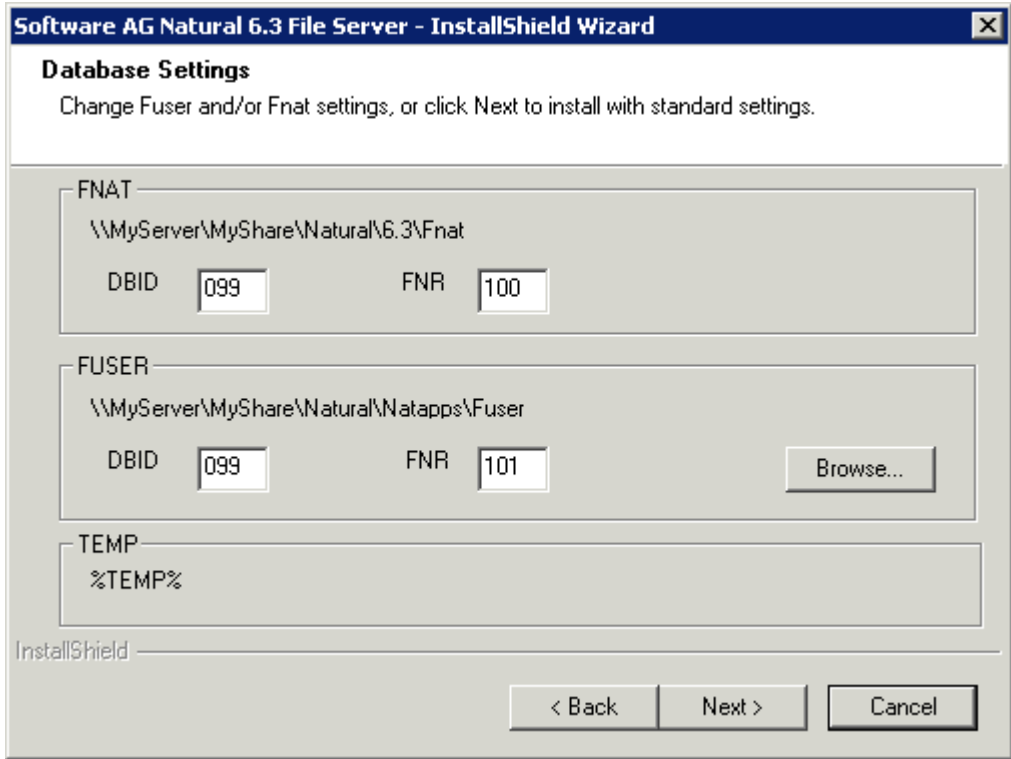 Software AG Natural 6.3 File Server - InstallShield Wizard
Database Settings
Change Fuser and/or Fnat settings, or click Next to install with standard settings.
FNAT
\\MyServer\MyShare\Natural\6.3\Fnat
DBID 099 FNR 100
FUSER
\\MyServer\MyShare\Natural\Natapps\Fuser
DBID 099 FNR 101 Browse...
TEMP
%TEMP%
InstallShield
< Back Next > Cancel